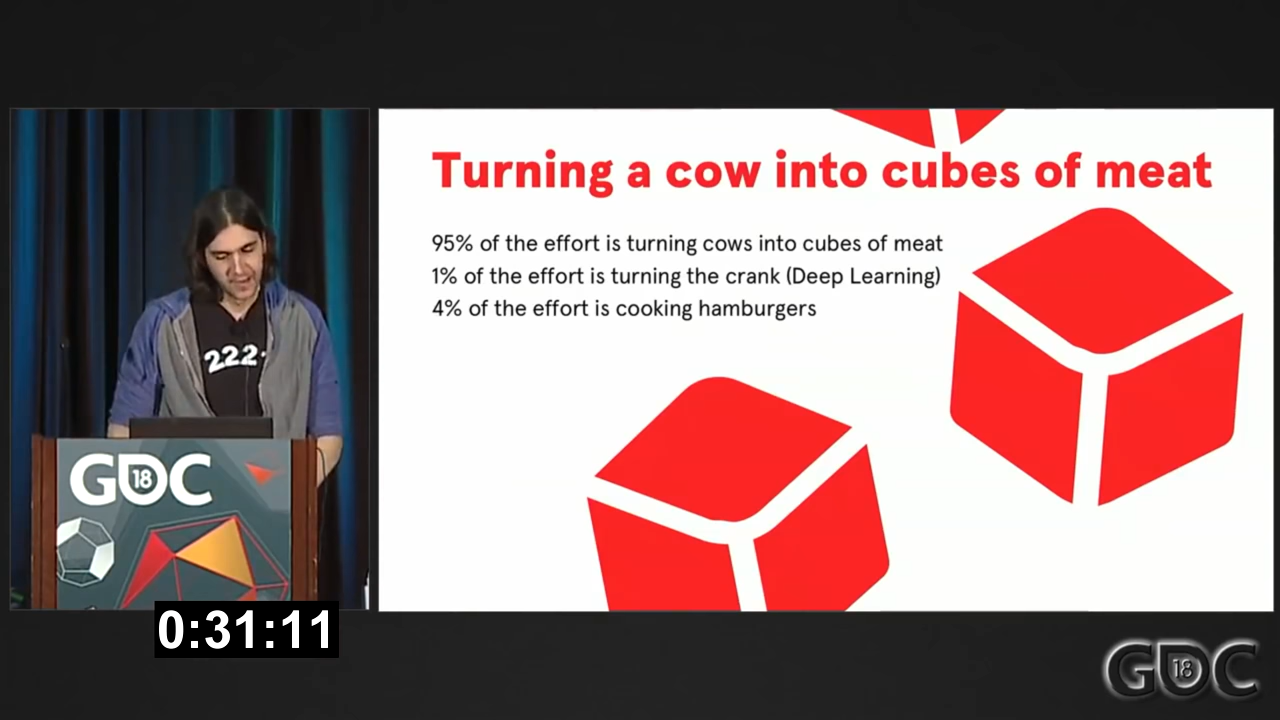 Turning a cow into cubes of meat
95% of the effort is turning cows into cubes of meat
1% of the effort is turning the crank (Deep Learning)
4% of the effort is cooking hamburgers
222
GDC 18
0:31:11
GDC 18